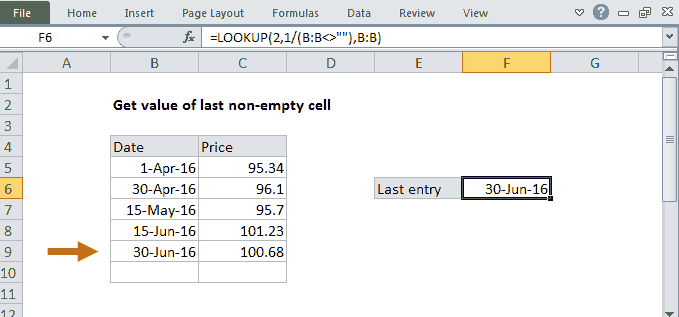 File Home Insert Page Layout Formulas Data Review View
F6 fx =LOOKUP(2,1/(B:B<>""),B:B)
A B C D E F G
1
2 Get value of last non-empty cell
3
4 Date Price
5 1-Apr-16 95.34
6 30-Apr-16 96.1 Last entry 30-Jun-16
7 15-May-16 95.7
8 15-Jun-16 101.23
9 30-Jun-16 100.68
10
11
12